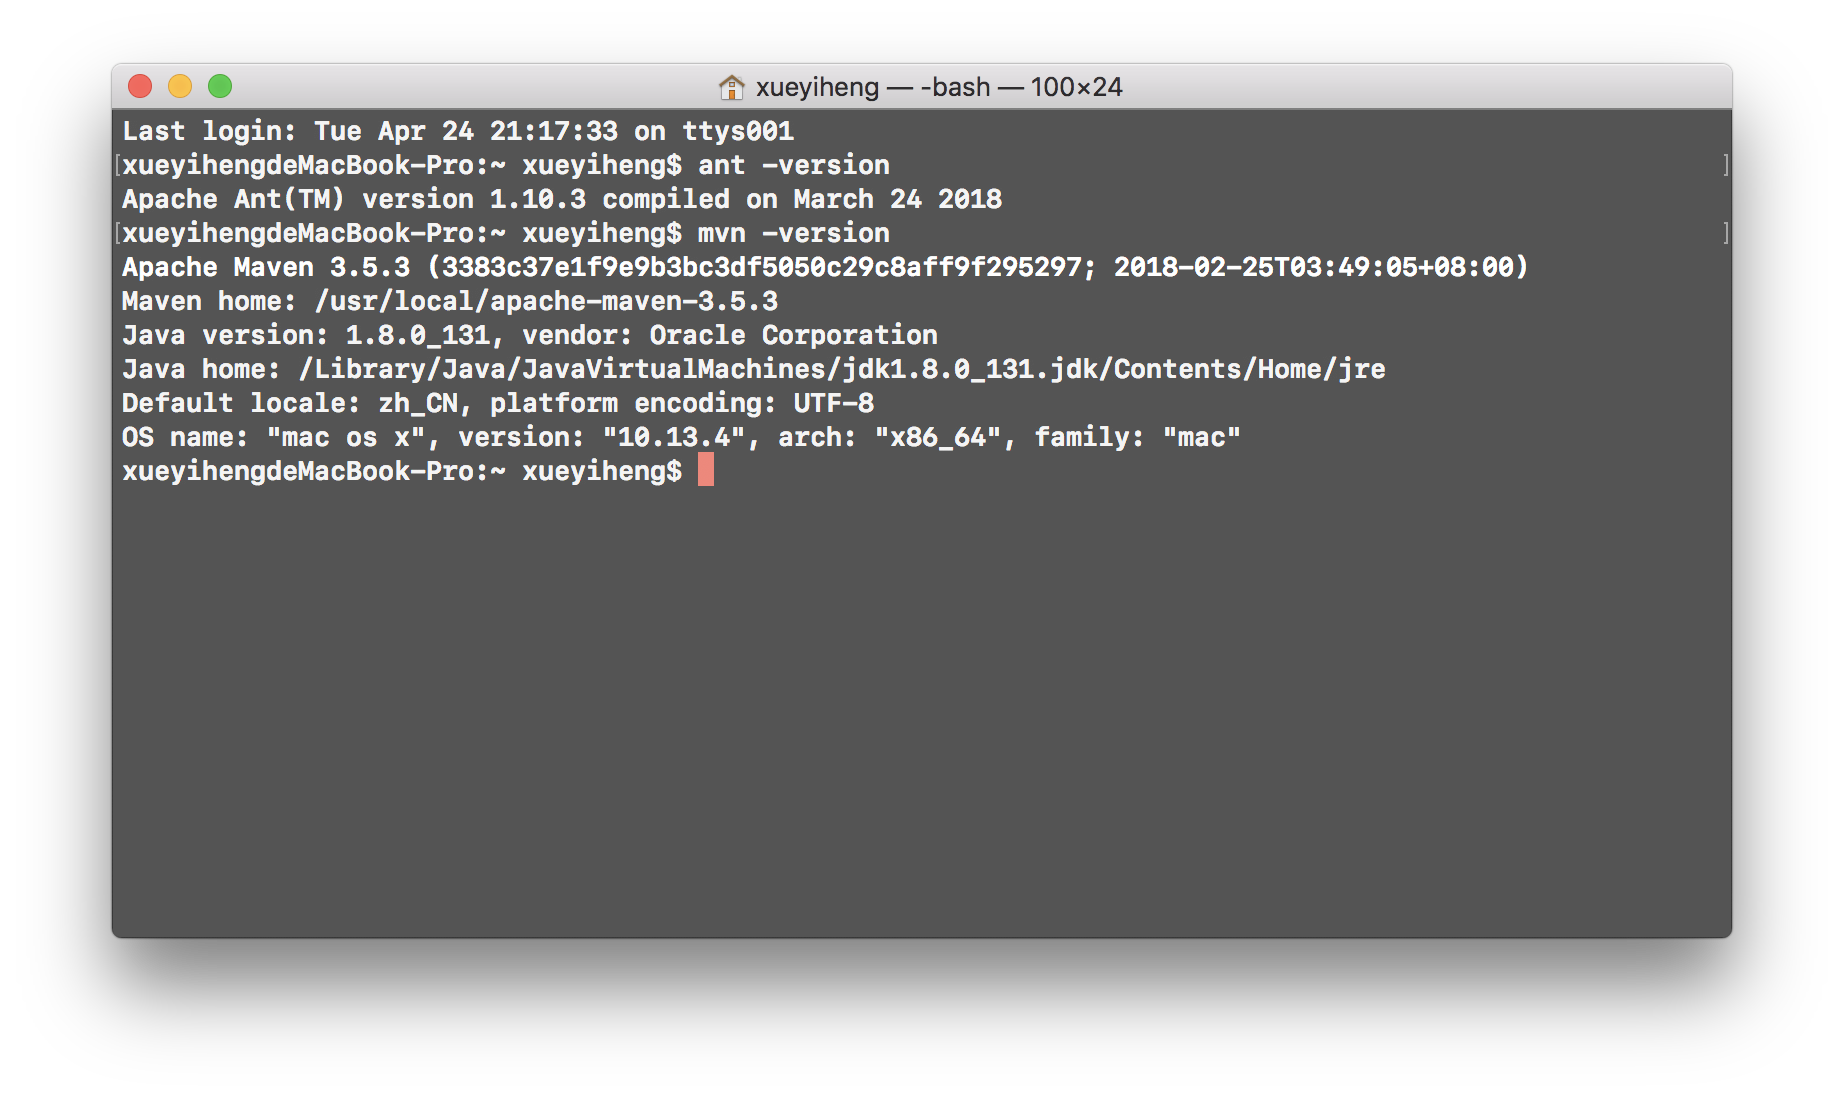 xueyiheng — -bash — 100×24
Last login: Tue Apr 24 21:17:33 on ttys001
[xueyihengdeMacBook-Pro:~ xueyiheng$ ant -version ]
Apache Ant(TM) version 1.10.3 compiled on March 24 2018
[xueyihengdeMacBook-Pro:~ xueyiheng$ mvn -version ]
Apache Maven 3.5.3 (3383c37e1f9e9b3bc3df5050c29c8aff9f295297; 2018-02-25T03:49:05+08:00)
Maven home: /usr/local/apache-maven-3.5.3
Java version: 1.8.0_131, vendor: Oracle Corporation
Java home: /Library/Java/JavaVirtualMachines/jdk1.8.0_131.jdk/Contents/Home/jre
Default locale: zh_CN, platform encoding: UTF-8
OS name: "mac os x", version: "10.13.4", arch: "x86_64", family: "mac"
xueyihengdeMacBook-Pro:~ xueyiheng$